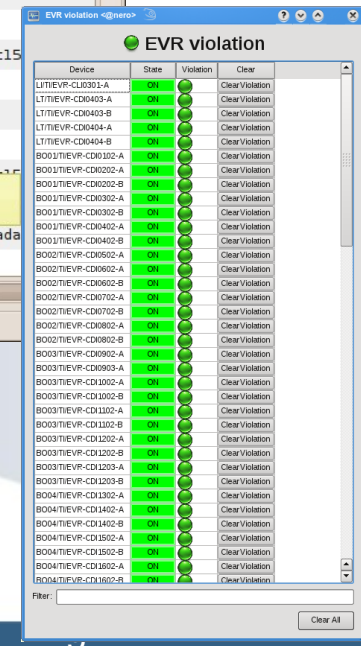 EVR violation <@nero>
EVR violation
Device State Violation Clear
LI/TI/EVR-CLI0301-A ON Clear Violation
LT/TI/EVR-CDI0403-A ON Clear Violation
LT/TI/EVR-CDI0403-B ON Clear Violation
LT/TI/EVR-CDI0404-A ON Clear Violation
LT/TI/EVR-CDI0404-B ON Clear Violation
BO01/TI/EVR-CDI0102-A ON Clear Violation
BO01/TI/EVR-CDI0202-A ON Clear Violation
BO01/TI/EVR-CDI0202-B ON Clear Violation
BO01/TI/EVR-CDI0302-A ON Clear Violation
BO01/TI/EVR-CDI0302-B ON Clear Violation
BO01/TI/EVR-CDI0402-A ON Clear Violation
BO01/TI/EVR-CDI0402-B ON Clear Violation
BO02/TI/EVR-CDI0502-A ON Clear Violation
BO02/TI/EVR-CDI0602-A ON Clear Violation
BO02/TI/EVR-CDI0602-B ON Clear Violation
BO02/TI/EVR-CDI0702-A ON Clear Violation
BO02/TI/EVR-CDI0702-B ON Clear Violation
BO02/TI/EVR-CDI0802-A ON Clear Violation
BO02/TI/EVR-CDI0802-B ON Clear Violation
BO03/TI/EVR-CDI0902-A ON Clear Violation
BO03/TI/EVR-CDI0903-A ON Clear Violation
BO03/TI/EVR-CDI1002-A ON Clear Violation
BO03/TI/EVR-CDI1002-B ON Clear Violation
BO03/TI/EVR-CDI1102-A ON Clear Violation
BO03/TI/EVR-CDI1102-B ON Clear Violation
BO03/TI/EVR-CDI1202-A ON Clear Violation
BO03/TI/EVR-CDI1202-B ON Clear Violation
BO03/TI/EVR-CDI1203-A ON Clear Violation
BO03/TI/EVR-CDI1203-B ON Clear Violation
BO04/TI/EVR-CDI1302-A ON Clear Violation
BO04/TI/EVR-CDI1402-A ON Clear Violation
BO04/TI/EVR-CDI1402-B ON Clear Violation
BO04/TI/EVR-CDI1502-A ON Clear Violation
BO04/TI/EVR-CDI1502-B ON Clear Violation
BO04/TI/EVR-CDI1602-A ON Clear Violation
BO04/TI/EVR-CDI1602-B ON Clear Violation
Filter:
Clear All